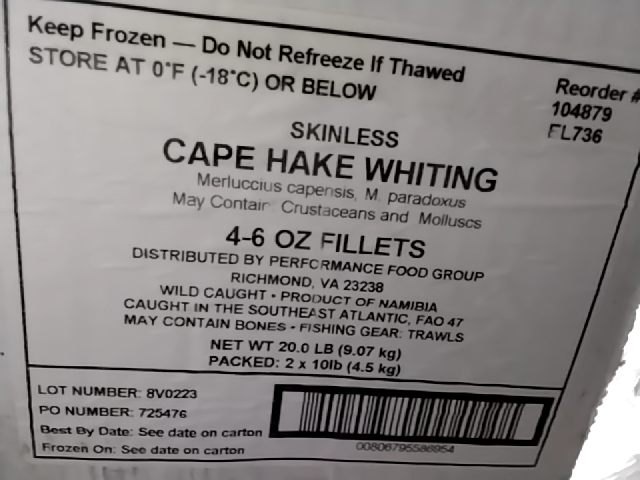 Keep Frozen — Do Not Refreeze If Thawed
STORE AT 0°F (-18°C) OR BELOW
Reorder #
104879
FL736
SKINLESS
CAPE HAKE WHITING
Merluccius capensis, M. paradoxus
May Contain Crustaceans and Molluscs
4-6 OZ FILLETS
DISTRIBUTED BY PERFORMANCE FOOD GROUP
RICHMOND, VA 23238
WILD CAUGHT • PRODUCT OF NAMIBIA
CAUGHT IN THE SOUTHEAST ATLANTIC, FAO 47
MAY CONTAIN BONES • FISHING GEAR: TRAWLS
NET WT 20.0 LB (9.07 kg)
PACKED: 2 x 10lb (4.5 kg)
LOT NUMBER: 8V0223
PO NUMBER: 725476
Best By Date: See date on carton
Frozen On: See date on carton
00806795586954